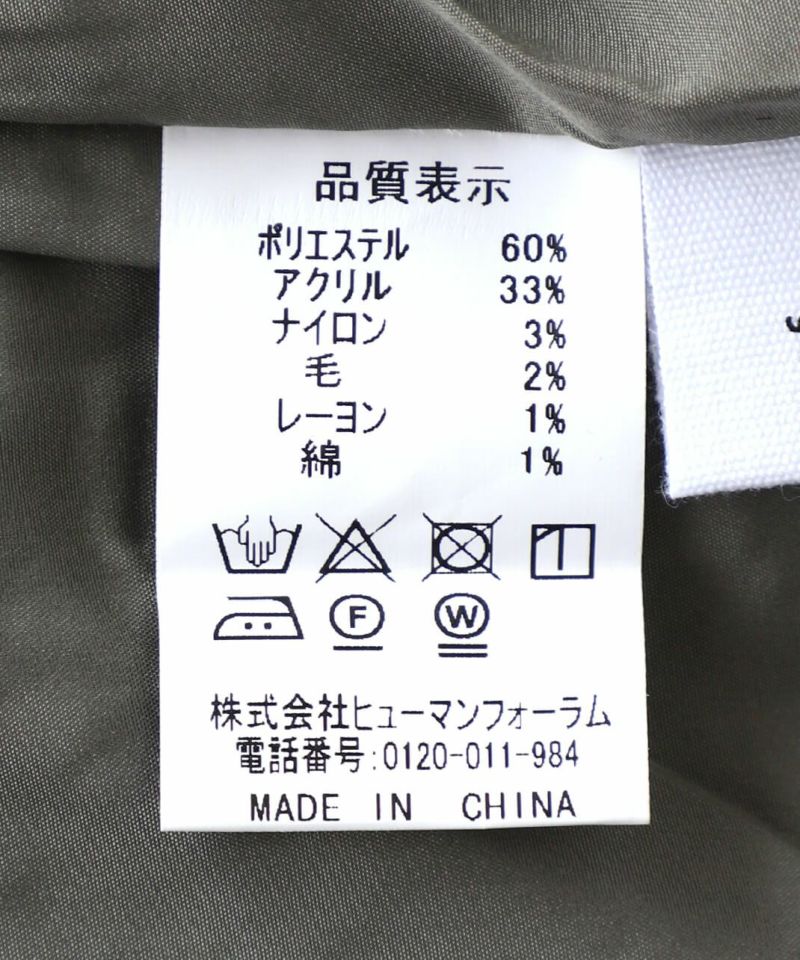 品質表示
ポリエステル 60%
アクリル 33%
ナイロン 3%
毛 2%
レーヨン 1%
綿 1%
F W
株式会社ヒューマンフォーラム
電話番号:0120-011-984
MADE IN CHINA